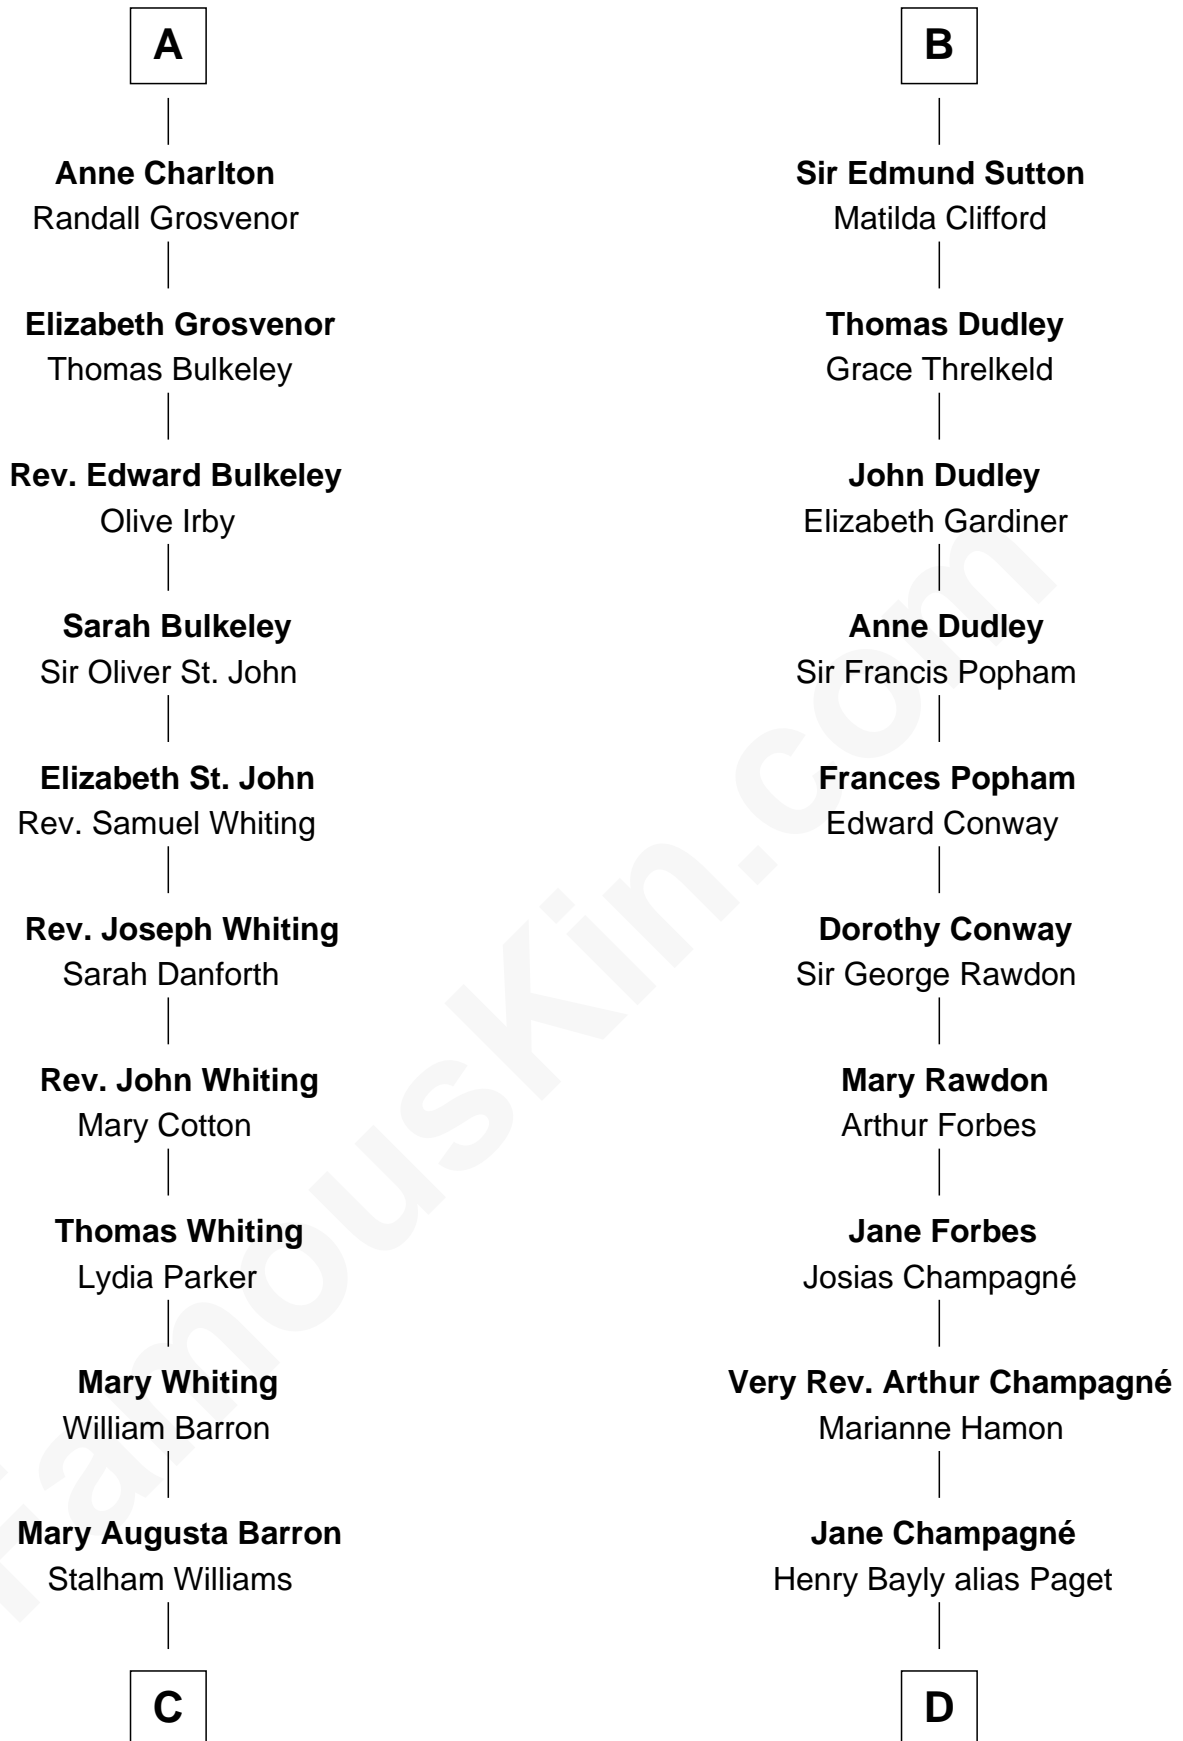 A
Anne Charlton
Randall Grosvenor
Elizabeth Grosvenor
Thomas Bulkeley
Rev. Edward Bulkeley
Olive Irby
Sarah Bulkeley
Sir Oliver St. John
Elizabeth St. John
Rev. Samuel Whiting
Rev. Joseph Whiting
Sarah Danforth
Rev. John Whiting
Mary Cotton
Thomas Whiting
Lydia Parker
Mary Whiting
William Barron
Mary Augusta Barron
Stalham Williams
C
B
Sir Edmund Sutton
Matilda Clifford
Thomas Dudley
Grace Threlkeld
John Dudley
Elizabeth Gardiner
Anne Dudley
Sir Francis Popham
Frances Popham
Edward Conway
Dorothy Conway
Sir George Rawdon
Mary Rawdon
Arthur Forbes
Jane Forbes
Josias Champagné
Very Rev. Arthur Champagné
Marianne Hamon
Jane Champagné
Henry Bayly alias Paget
D
FamousKin.com